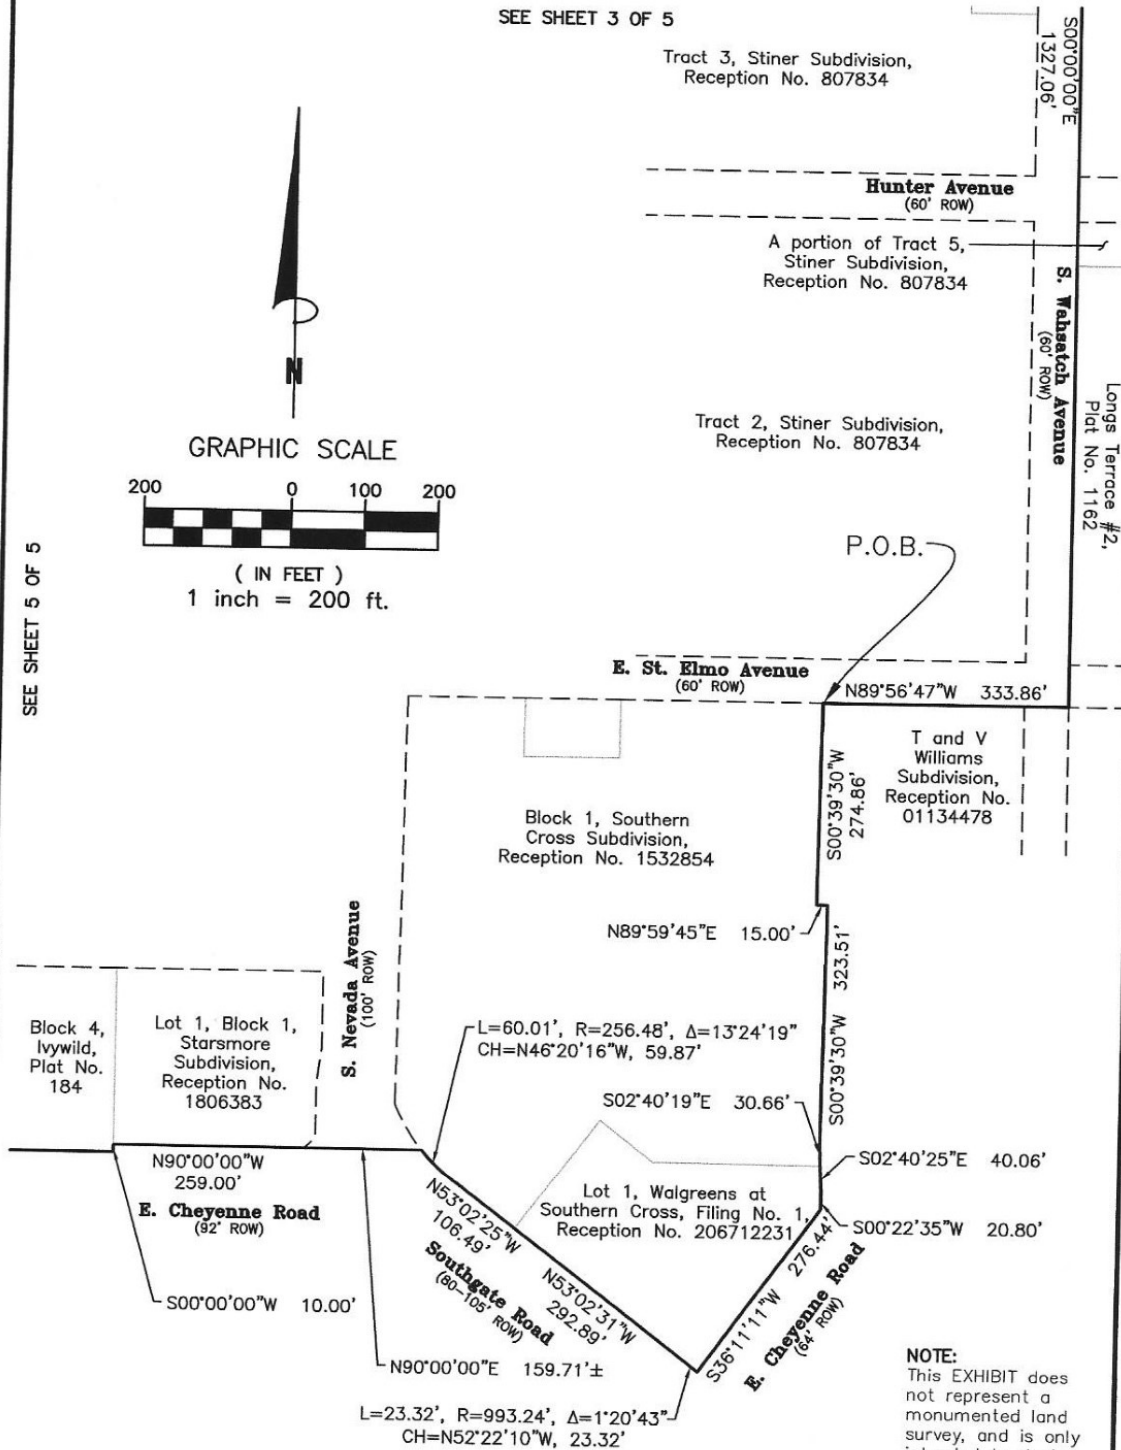 SEE SHEET 3 OF 5
Tract 3, Stiner Subdivision,
Reception No. 807834
S00°00'00"E
1327.06'
Hunter Avenue
(60' ROW)
A portion of Tract 5,
Stiner Subdivision,
Reception No. 807834
S. Wahsatch Avenue
(60' ROW)
Longs Terrace #2,
Plat No. 1162
N
GRAPHIC SCALE
200 0 100 200
( IN FEET )
1 inch = 200 ft.
Tract 2, Stiner Subdivision,
Reception No. 807834
P.O.B.
SEE SHEET 5 OF 5
E. St. Elmo Avenue
(60' ROW)
N89°56'47"W 333.86'
T and V
Williams
Subdivision,
Reception No.
01134478
S00°39'30"W
274.86'
Block 1, Southern
Cross Subdivision,
Reception No. 1532854
N89°59'45"E 15.00'
S00°39'30"W 323.51'
S. Nevada Avenue
(100' ROW)
Block 4,
Ivywild,
Plat No.
184
Lot 1, Block 1,
Starsmore
Subdivision,
Reception No.
1806383
L=60.01', R=256.48', Δ=13°24'19"
CH=N46°20'16"W, 59.87'
S02°40'19"E 30.66'
S02°40'25"E 40.06'
N90°00'00"W
259.00'
E. Cheyenne Road
(92' ROW)
N53°02'25"W
106.49'
Lot 1, Walgreens at
Southern Cross, Filing No. 1,
Reception No. 206712231
S00°22'35"W 20.80'
Southgate Road
(80-105' ROW)
N53°02'31"W
292.89'
S36°11'11"W 276.44'
E. Cheyenne Road
(64' ROW)
S00°00'00"W 10.00'
N90°00'00"E 159.71'±
L=23.32', R=993.24', Δ=1°20'43"
CH=N52°22'10"W, 23.32'
NOTE:
This EXHIBIT does
not represent a
monumented land
survey, and is only